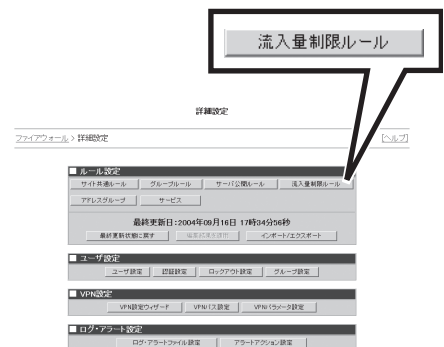 流入量制限ルール
詳細設定
ファイアウォール > 詳細設定 [ヘルプ]
■ ルール設定
サイト共通ルール グループルール サーバ公開ルール 流入量制限ルール
アドレスグループ サービス
最終更新日:2004年09月16日 17時34分56秒
最終更新状態に戻す 編集結果を適用 インポート/エクスポート
■ ユーザ設定
ユーザ設定 認証設定 ロックアウト設定 グループ設定
■ VPN設定
VPN設定ウィザード VPNパス設定 VPNパラメータ設定
■ ログ・アラート設定
ログ・アラートファイル設定 アラートアクション設定